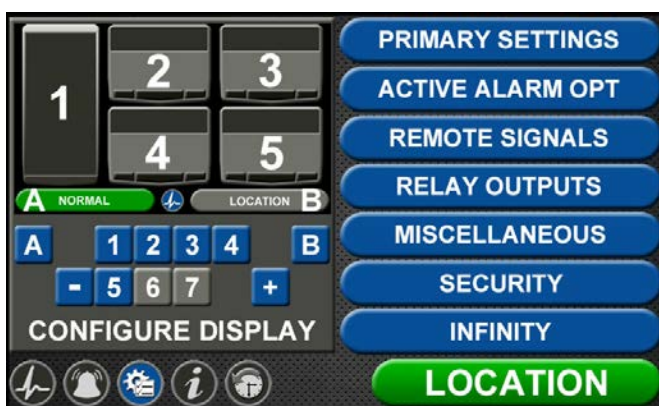 1
2
3
4
5
A NORMAL
LOCATION B
A 1 2 3 4 B
- 5 6 7 +
CONFIGURE DISPLAY
PRIMARY SETTINGS
ACTIVE ALARM OPT
REMOTE SIGNALS
RELAY OUTPUTS
MISCELLANEOUS
SECURITY
INFINITY
i
LOCATION